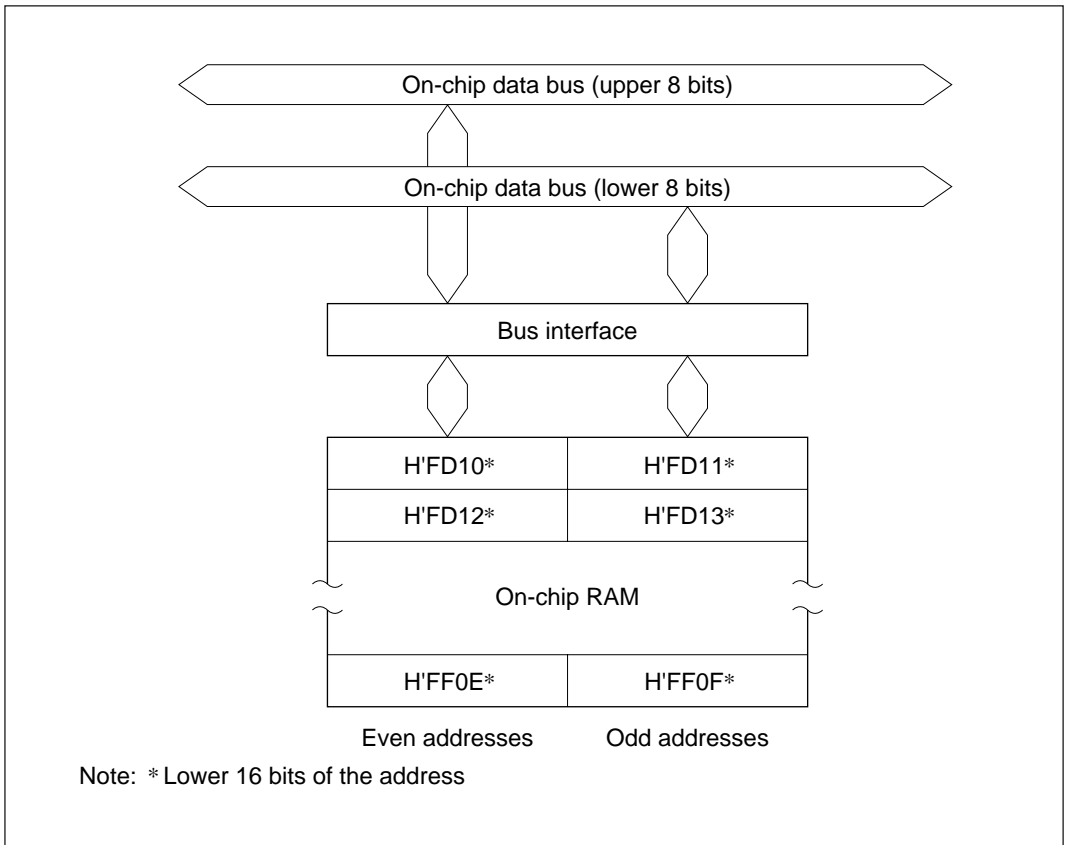 On-chip data bus (upper 8 bits)
On-chip data bus (lower 8 bits)
Bus interface
H'FD10* H'FD11*
H'FD12* H'FD13*
On-chip RAM
H'FF0E* H'FF0F*
Even addresses Odd addresses
Note: * Lower 16 bits of the address